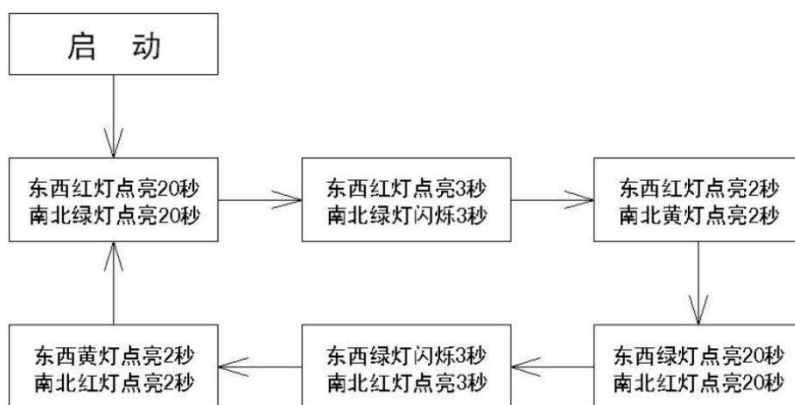 启 动
东西红灯点亮20秒
南北绿灯点亮20秒
东西红灯点亮3秒
南北绿灯闪烁3秒
东西红灯点亮2秒
南北黄灯点亮2秒
东西黄灯点亮2秒
南北红灯点亮2秒
东西绿灯闪烁3秒
南北红灯点亮3秒
东西绿灯点亮20秒
南北红灯点亮20秒